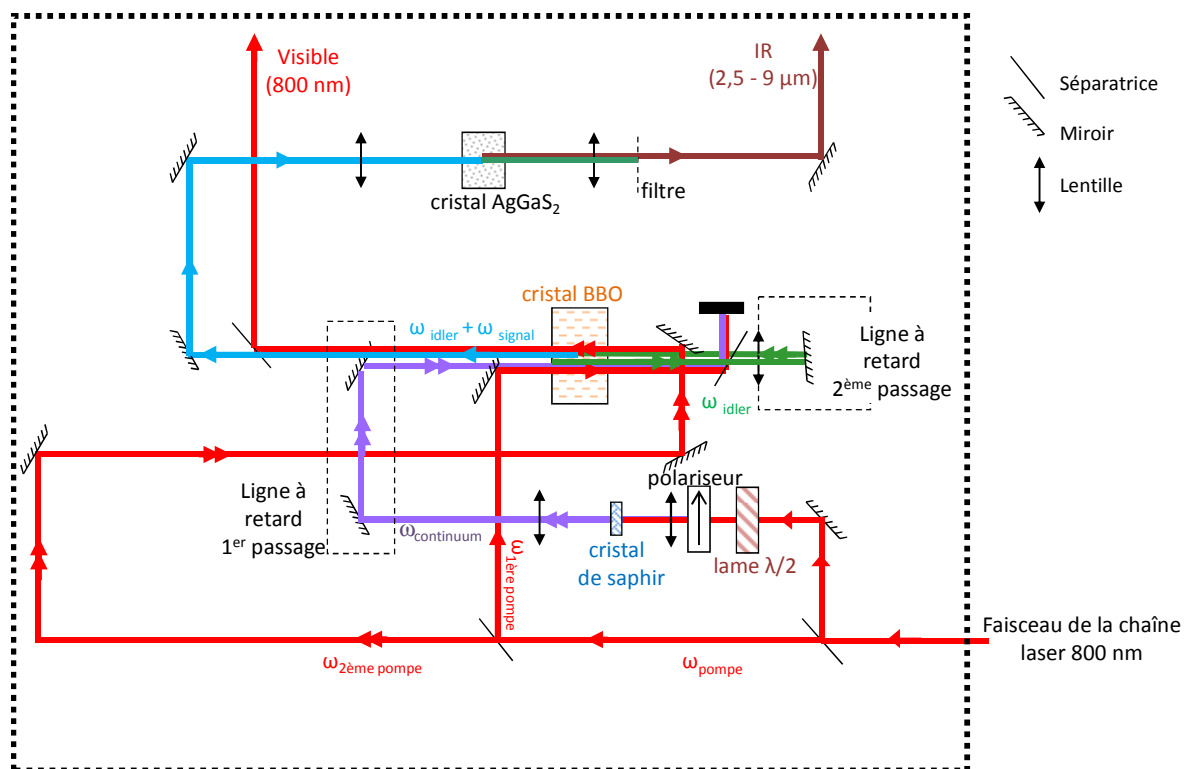 Visible
(800 nm)
IR
(2,5 - 9 µm)
Séparatrice
Miroir
Lentille
cristal AgGaS2
filtre
cristal BBO
ω idler + ω signal
Ligne à
retard
2ème passage
ω idler
Ligne à
retard
1er passage
polariseur
ωcontinuum
ω1ère pompe
cristal
de saphir
lame λ/2
Faisceau de la chaîne
laser 800 nm
ω2ème pompe
ωpompe